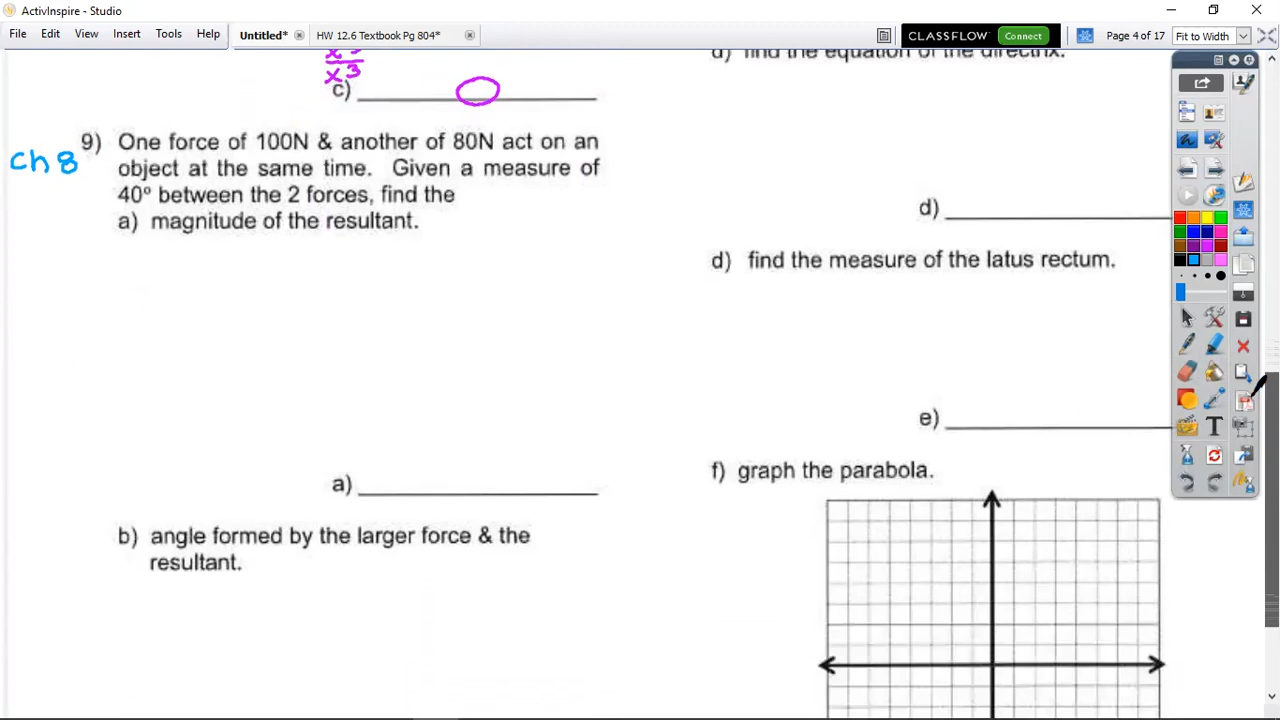 ActivInspire - Studio
File Edit View Insert Tools Help
Untitled*
HW 12.6 Textbook Pg 804*
CLASSFLOW Connect
Page 4 of 17
Fit to Width
x3
c)
Ch 8
9) One force of 100N & another of 80N act on an
object at the same time. Given a measure of
40° between the 2 forces, find the
a) magnitude of the resultant.
a)
b) angle formed by the larger force & the
resultant.
d) find the equation of the directrix.
d)
d) find the measure of the latus rectum.
e)
f) graph the parabola.
T